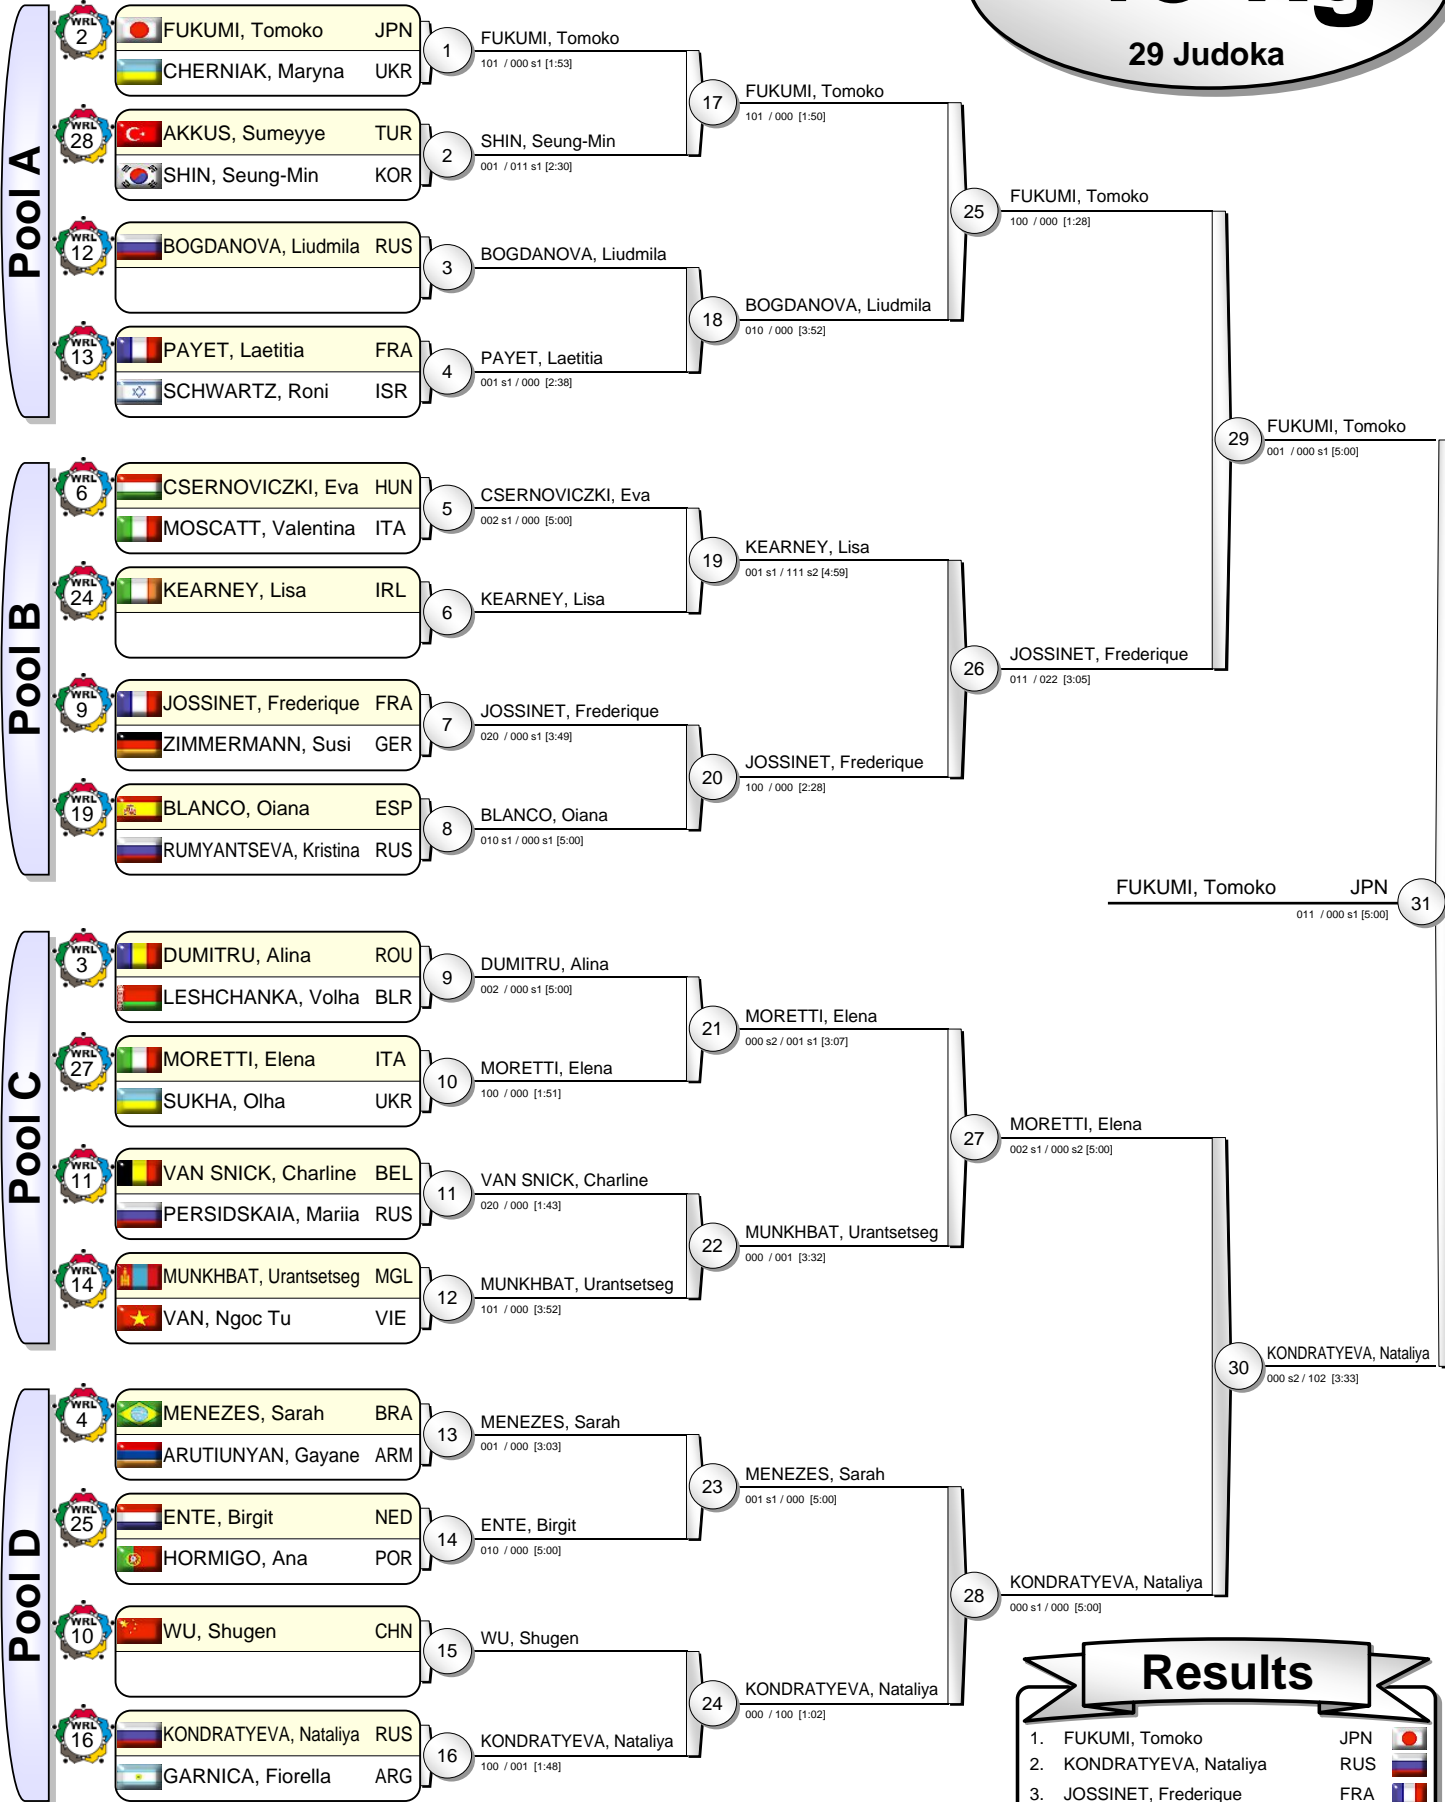 29 Judoka
Pool A
WRL 2
FUKUMI, Tomoko JPN
CHERNIAK, Maryna UKR
1
FUKUMI, Tomoko
101 / 000 s1 [1:53]
WRL 28
AKKUS, Sumeyye TUR
SHIN, Seung-Min KOR
2
SHIN, Seung-Min
001 / 011 s1 [2:30]
17
FUKUMI, Tomoko
101 / 000 [1:50]
WRL 12
BOGDANOVA, Liudmila RUS
3
BOGDANOVA, Liudmila
WRL 13
PAYET, Laetitia FRA
SCHWARTZ, Roni ISR
4
PAYET, Laetitia
001 s1 / 000 [2:38]
18
BOGDANOVA, Liudmila
010 / 000 [3:52]
25
FUKUMI, Tomoko
100 / 000 [1:28]
Pool B
WRL 6
CSERNOVICZKI, Eva HUN
MOSCATT, Valentina ITA
5
CSERNOVICZKI, Eva
002 s1 / 000 [5:00]
WRL 24
KEARNEY, Lisa IRL
6
KEARNEY, Lisa
19
KEARNEY, Lisa
001 s1 / 111 s2 [4:59]
WRL 9
JOSSINET, Frederique FRA
ZIMMERMANN, Susi GER
7
JOSSINET, Frederique
020 / 000 s1 [3:49]
WRL 19
BLANCO, Oiana ESP
RUMYANTSEVA, Kristina RUS
8
BLANCO, Oiana
010 s1 / 000 s1 [5:00]
20
JOSSINET, Frederique
100 / 000 [2:28]
26
JOSSINET, Frederique
011 / 022 [3:05]
29
FUKUMI, Tomoko
001 / 000 s1 [5:00]
FUKUMI, Tomoko JPN
011 / 000 s1 [5:00]
31
Pool C
WRL 3
DUMITRU, Alina ROU
LESHCHANKA, Volha BLR
9
DUMITRU, Alina
002 / 000 s1 [5:00]
WRL 27
MORETTI, Elena ITA
SUKHA, Olha UKR
10
MORETTI, Elena
100 / 000 [1:51]
21
MORETTI, Elena
000 s2 / 001 s1 [3:07]
WRL 11
VAN SNICK, Charline BEL
PERSIDSKAIA, Mariia RUS
11
VAN SNICK, Charline
020 / 000 [1:43]
WRL 14
MUNKHBAT, Urantsetseg MGL
VAN, Ngoc Tu VIE
12
MUNKHBAT, Urantsetseg
101 / 000 [3:52]
22
MUNKHBAT, Urantsetseg
000 / 001 [3:32]
27
MORETTI, Elena
002 s1 / 000 s2 [5:00]
Pool D
WRL 4
MENEZES, Sarah BRA
ARUTIUNYAN, Gayane ARM
13
MENEZES, Sarah
001 / 000 [3:03]
WRL 25
ENTE, Birgit NED
HORMIGO, Ana POR
14
ENTE, Birgit
010 / 000 [5:00]
23
MENEZES, Sarah
001 s1 / 000 [5:00]
WRL 10
WU, Shugen CHN
15
WU, Shugen
WRL 16
KONDRATYEVA, Nataliya RUS
GARNICA, Fiorella ARG
16
KONDRATYEVA, Nataliya
100 / 001 [1:48]
24
KONDRATYEVA, Nataliya
000 / 100 [1:02]
28
KONDRATYEVA, Nataliya
000 s1 / 000 [5:00]
30
KONDRATYEVA, Nataliya
000 s2 / 102 [3:33]
Results
1. FUKUMI, Tomoko JPN
2. KONDRATYEVA, Nataliya RUS
3. JOSSINET, Frederique FRA